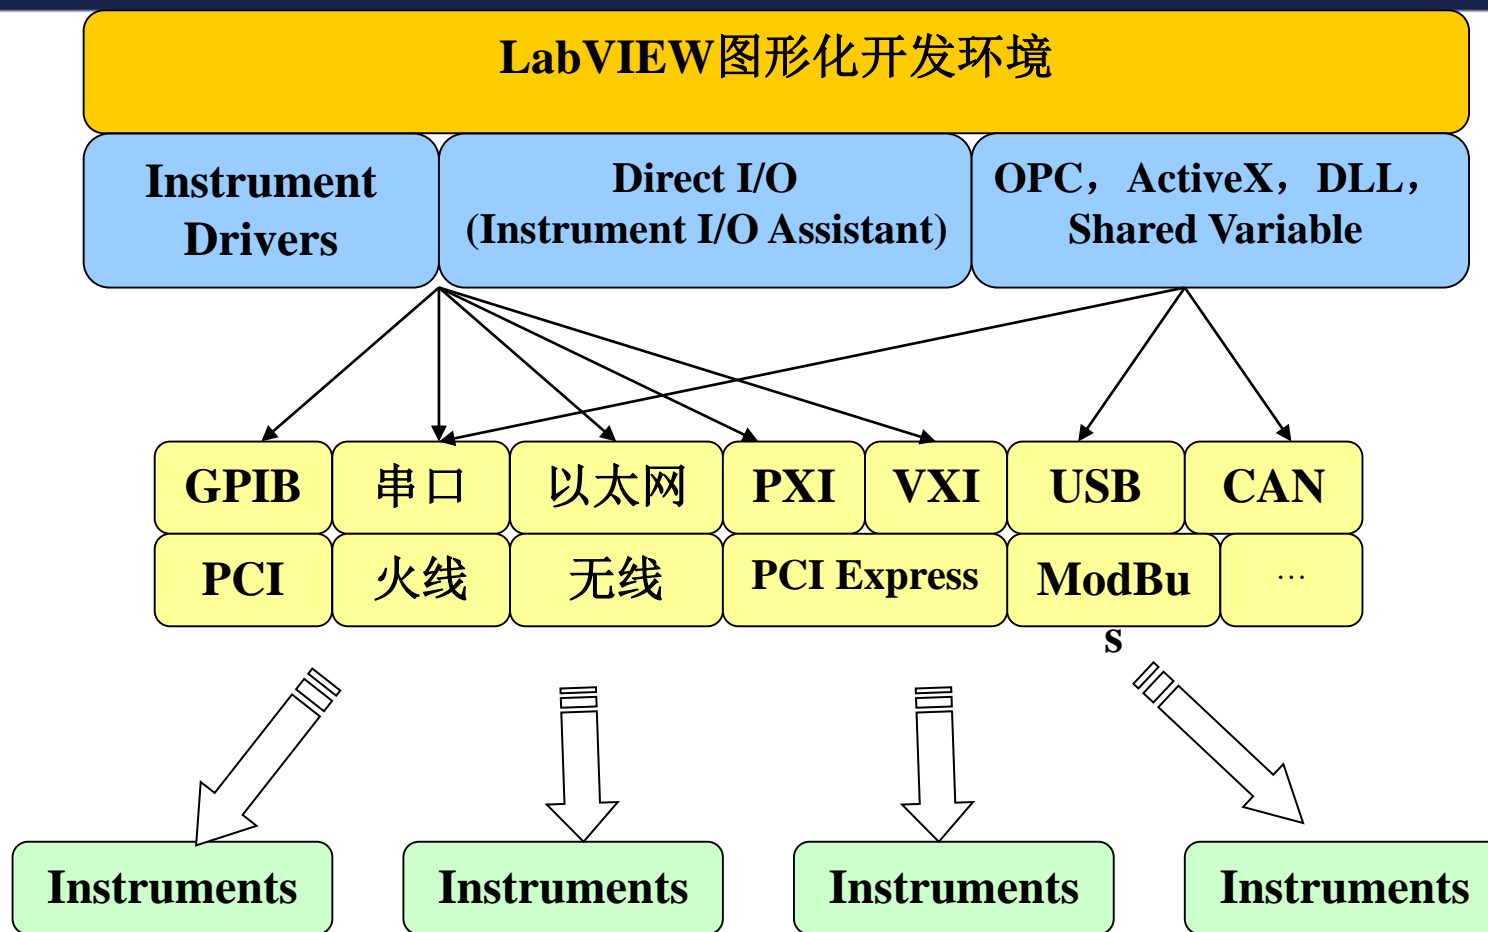 LabVIEW图形化开发环境
Instrument
Drivers
Direct I/O
(Instrument I/O Assistant)
OPC，ActiveX，DLL，
Shared Variable
GPIB
串口
以太网
PXI
VXI
USB
CAN
PCI
火线
无线
PCI Express
ModBu
s
…
Instruments
Instruments
Instruments
Instruments